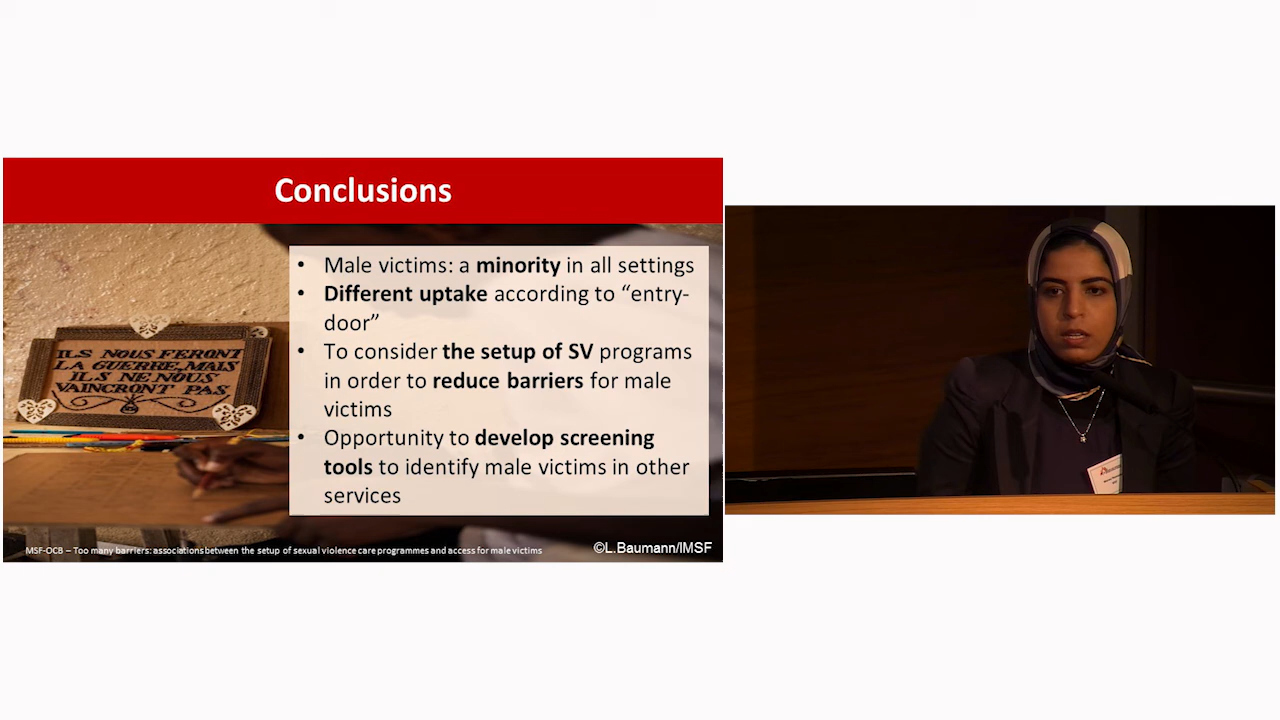 Conclusions
• Male victims: a minority in all settings
• Different uptake according to “entry-
door”
• To consider the setup of SV programs
in order to reduce barriers for male
victims
• Opportunity to develop screening
tools to identify male victims in other
services
ILS NOUS FERONT
LA GUERRE, MAIS
ILS NE NOUS
VAINCRONT PAS
MSF-OCB – Too many barriers: associations between the setup of sexual violence care programmes and access for male victims
©L.Baumann/IMSF